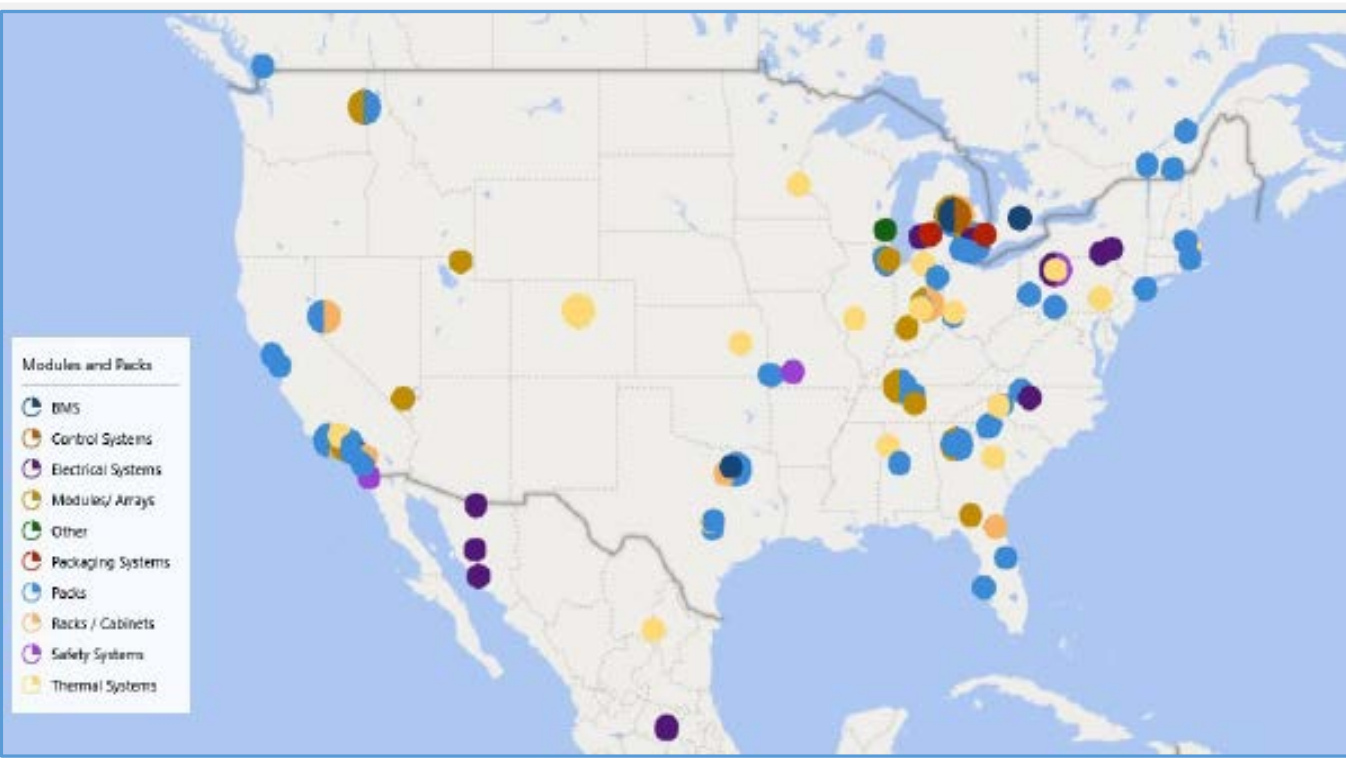 Modules and Packs
BMS
Control Systems
Electrical Systems
Modules/ Arrays
Other
Packaging Systems
Packs
Racks / Cabinets
Safety Systems
Thermal Systems